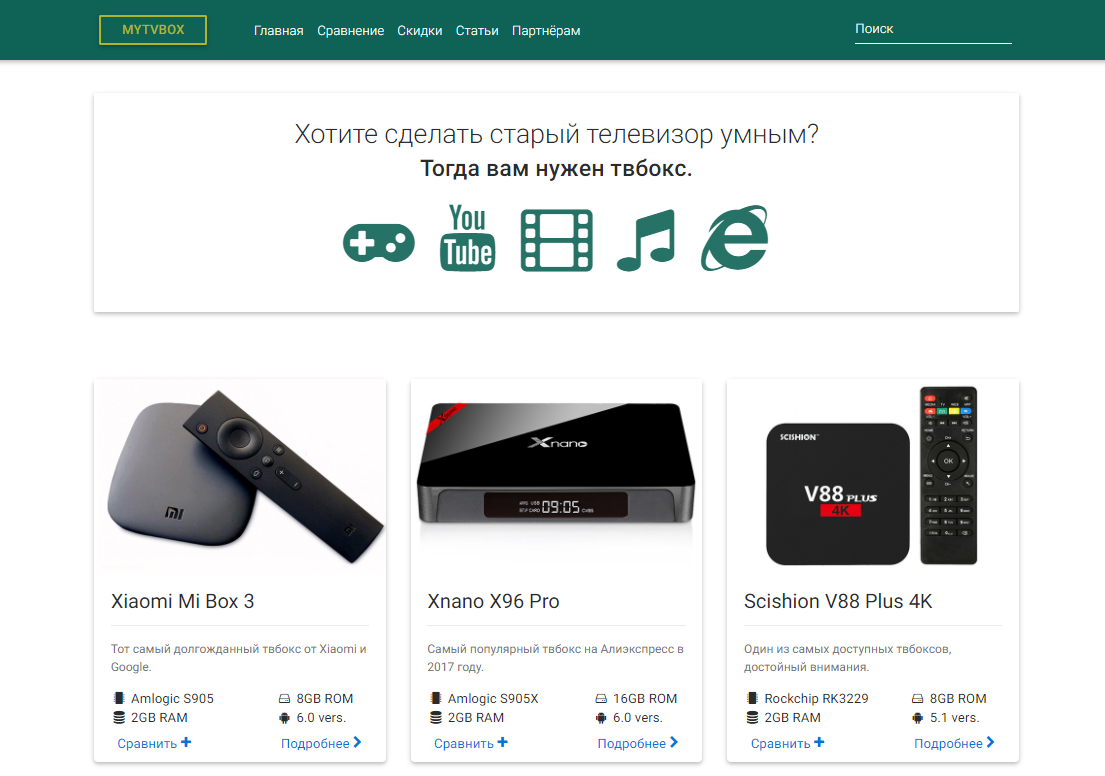 MYTVBOX
Главная Сравнение Скидки Статьи Партнёрам
Поиск
Хотите сделать старый телевизор умным?
Тогда вам нужен твбокс.
You
Tube
Xnano
09:05
SCISHION
V88 PLUS
4K
OK
Xiaomi Mi Box 3
Тот самый долгожданный твбокс от Xiaomi и
Google.
Amlogic S905 8GB ROM
2GB RAM 6.0 vers.
Сравнить Подробнее
Xnano X96 Pro
Самый популярный твбокс на Алиэкспресс в
2017 году.
Amlogic S905X 16GB ROM
2GB RAM 6.0 vers.
Сравнить Подробнее
Scishion V88 Plus 4K
Один из самых доступных твбоксов,
достойный внимания.
Rockchip RK3229 8GB ROM
2GB RAM 5.1 vers.
Сравнить Подробнее